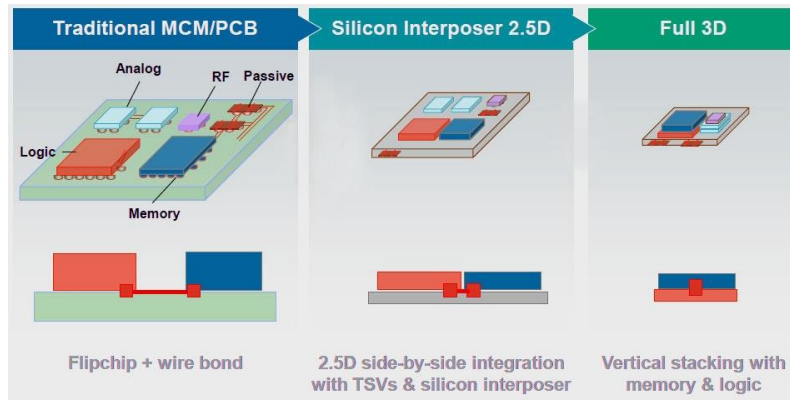 Traditional MCM/PCB
Silicon Interposer 2.5D
Full 3D
Analog
RF
Passive
Logic
Memory
Flipchip + wire bond
2.5D side-by-side integration
with TSVs & silicon interposer
Vertical stacking with
memory & logic